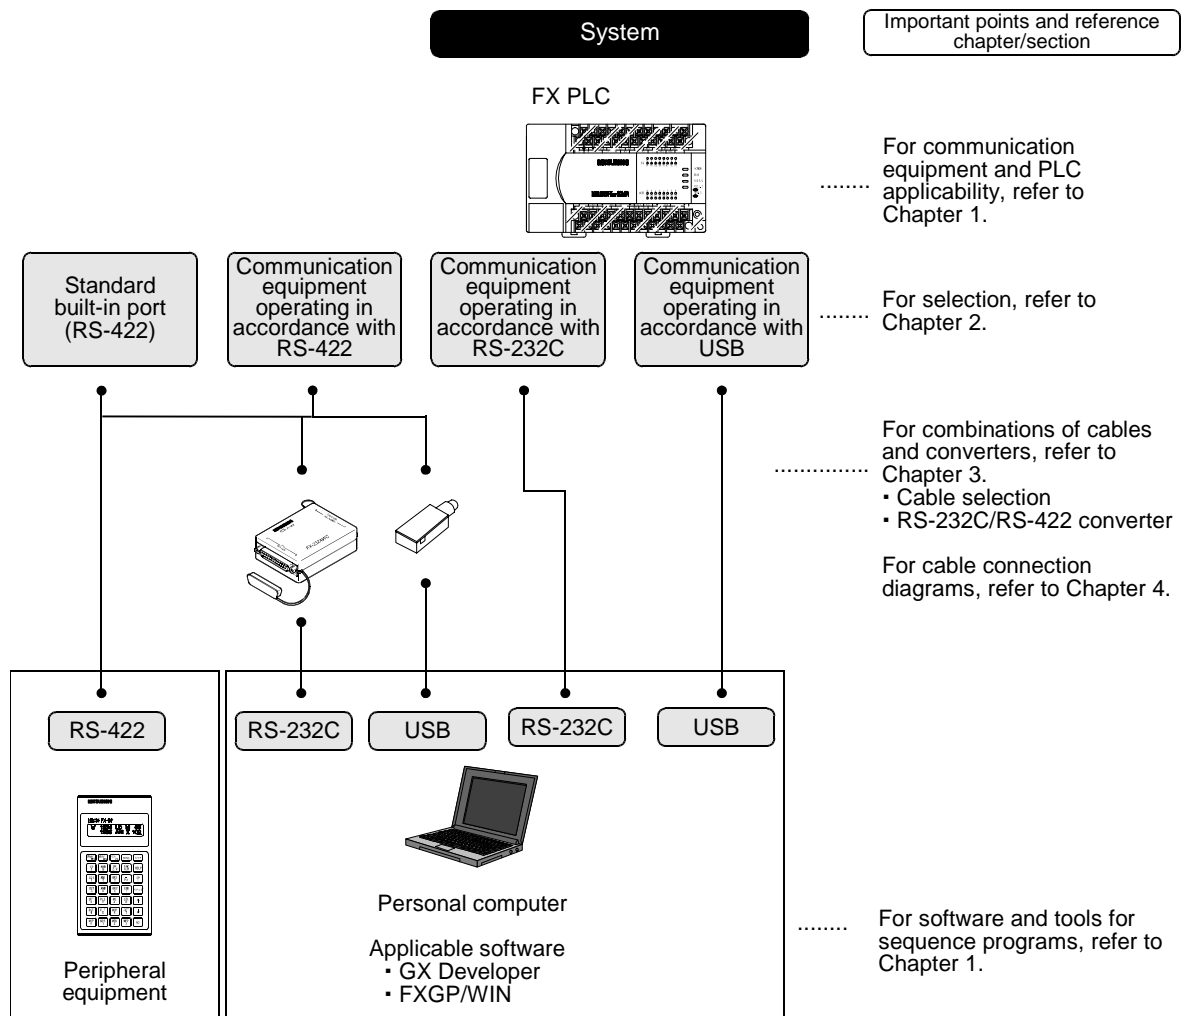 System
Important points and reference
chapter/section
FX PLC
For communication
equipment and PLC
applicability, refer to
Chapter 1.
Standard
built-in port
(RS-422)
Communication
equipment
operating in
accordance with
RS-422
Communication
equipment
operating in
accordance with
RS-232C
Communication
equipment
operating in
accordance with
USB
For selection, refer to
Chapter 2.
For combinations of cables
and converters, refer to
Chapter 3.
・Cable selection
・RS-232C/RS-422 converter
For cable connection
diagrams, refer to Chapter 4.
RS-422
RS-232C
USB
RS-232C
USB
Peripheral
equipment
Personal computer
Applicable software
・GX Developer
・FXGP/WIN
For software and tools for
sequence programs, refer to
Chapter 1.